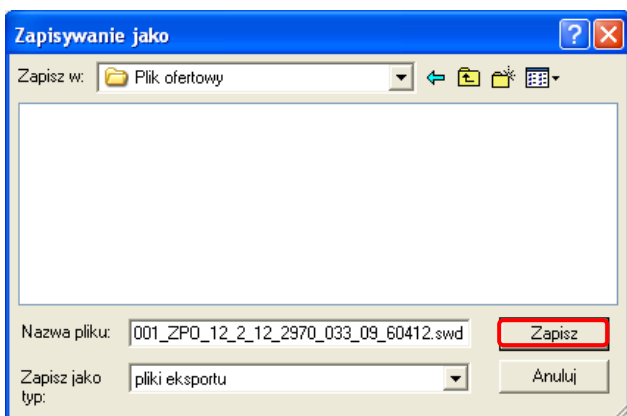 Zapisywanie jako
Zapisz w: Plik ofertowy
Nazwa pliku: 001_ZPO_12_2_12_2970_033_09_60412.swd Zapisz
Zapisz jako typ: pliki eksportu Anuluj